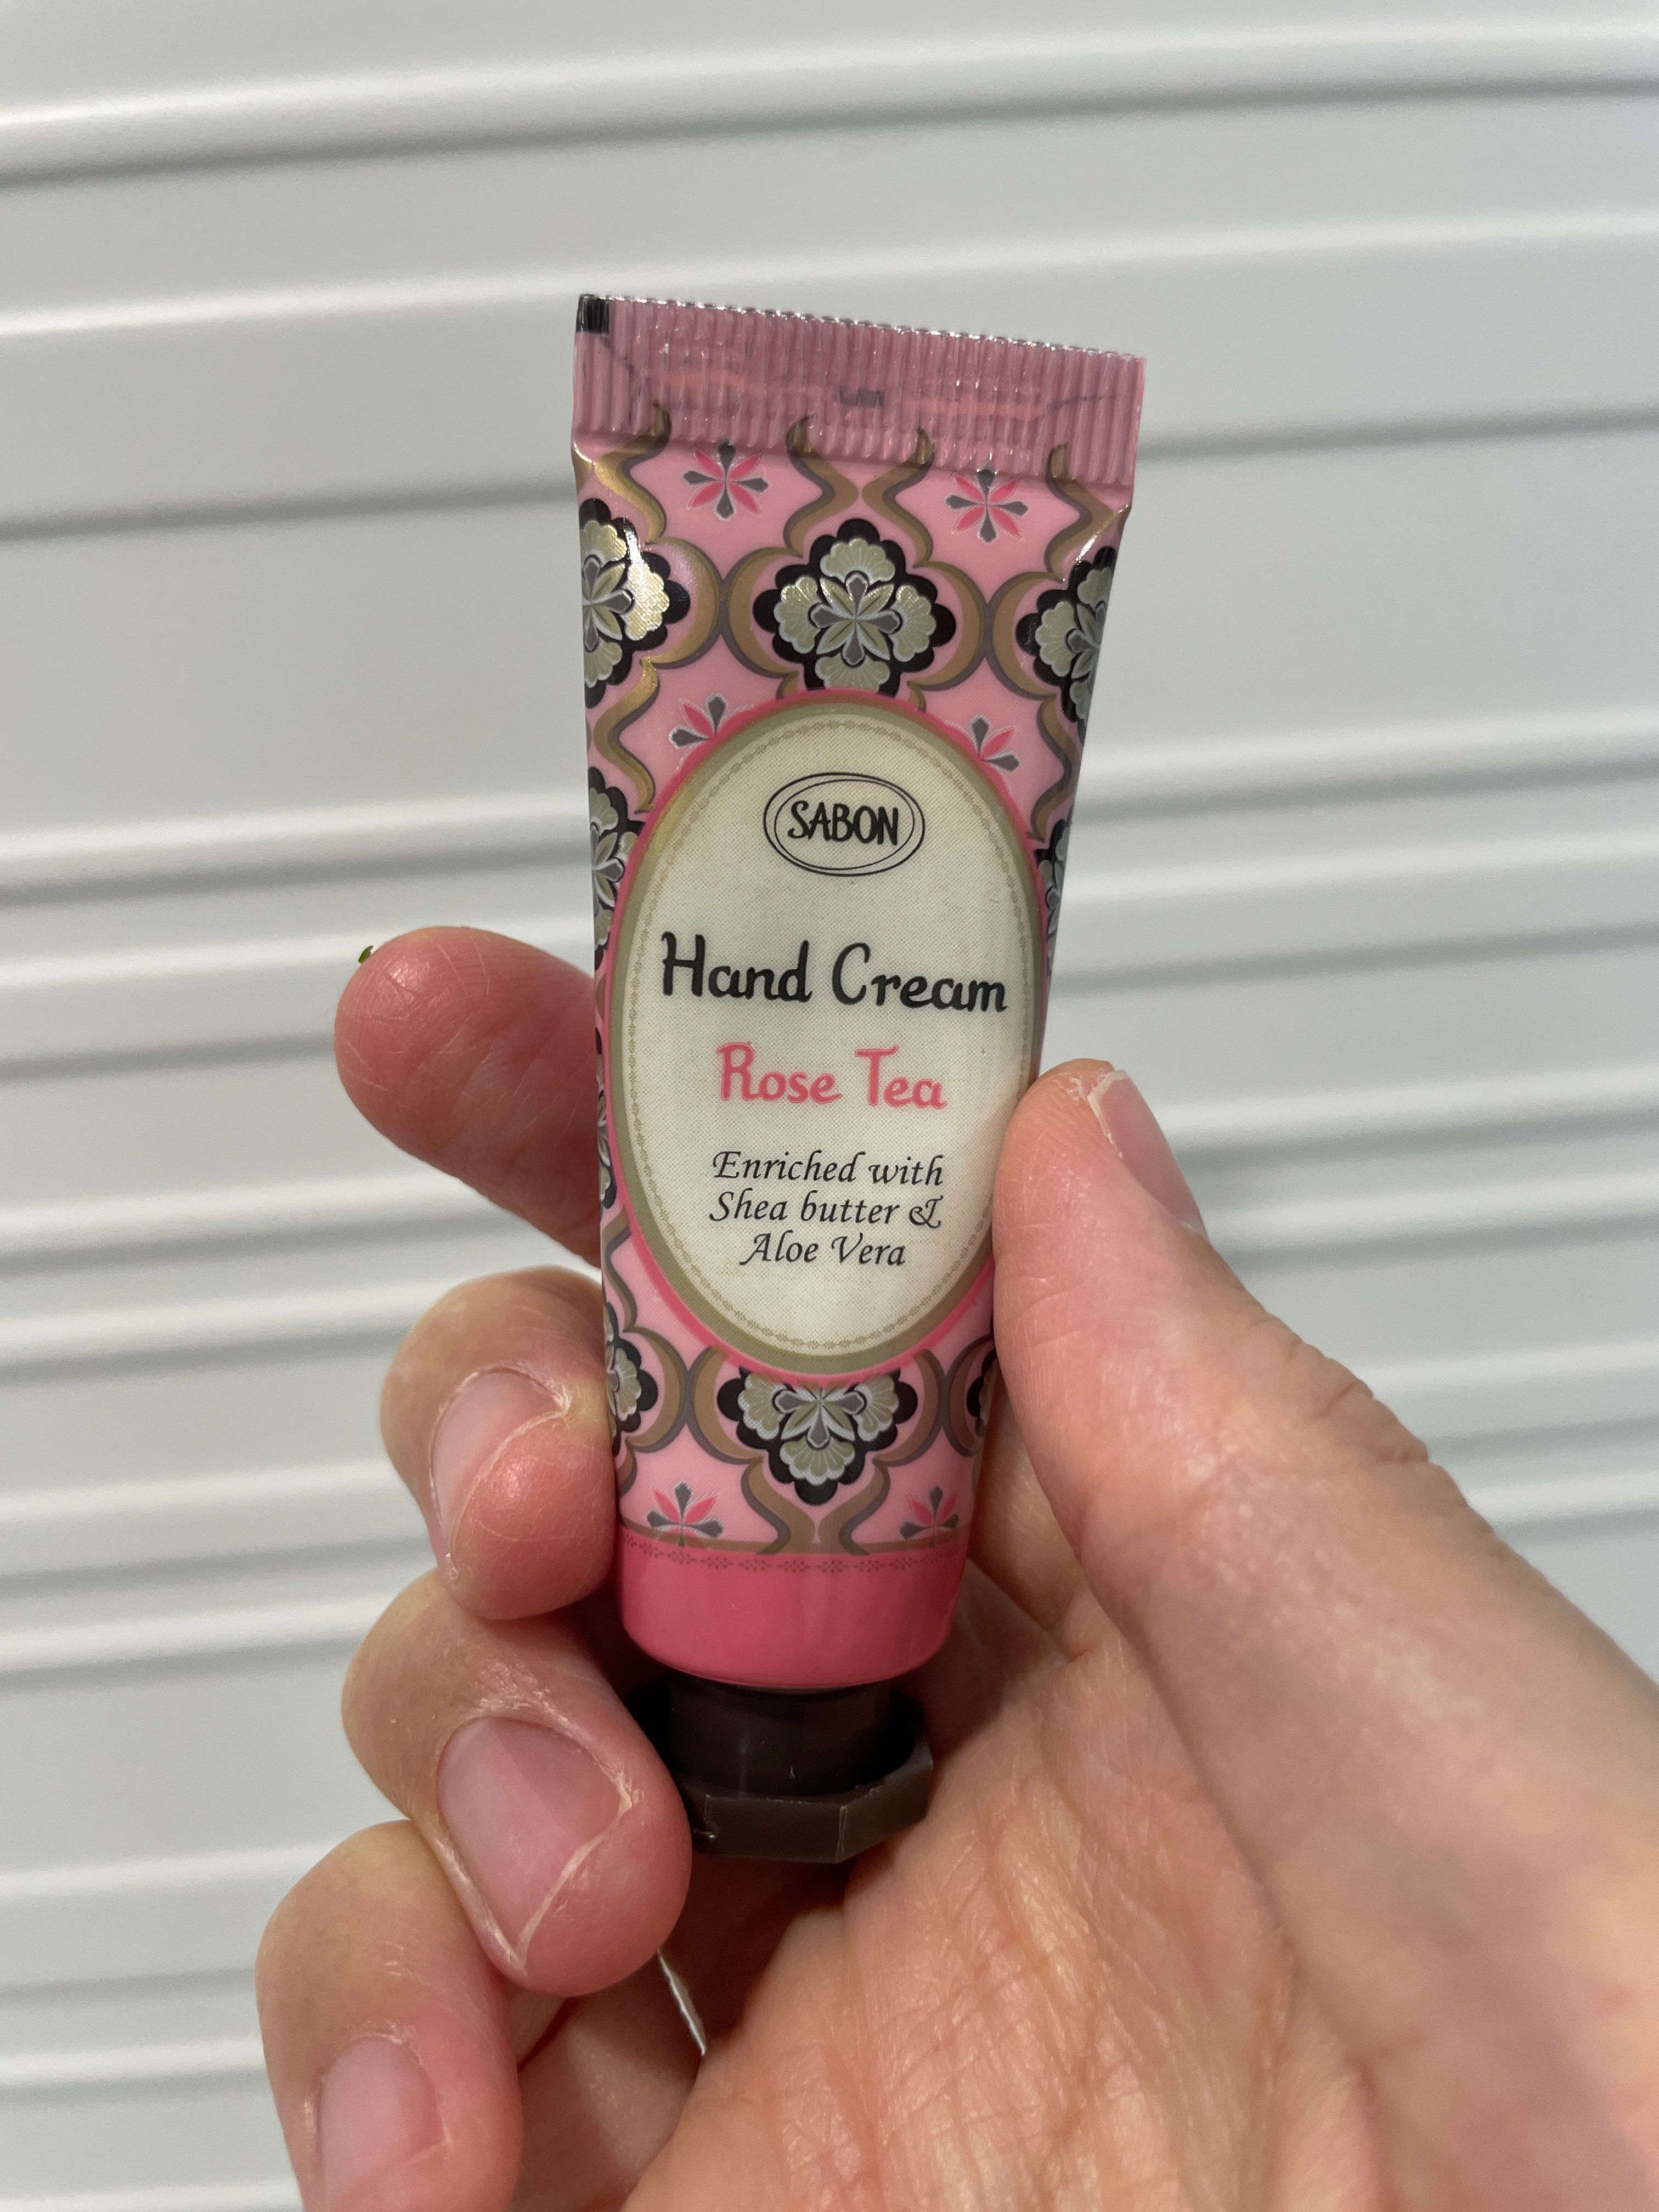 SABON
Hand Cream
Rose Tea
Enriched with
Shea butter &
Aloe Vera